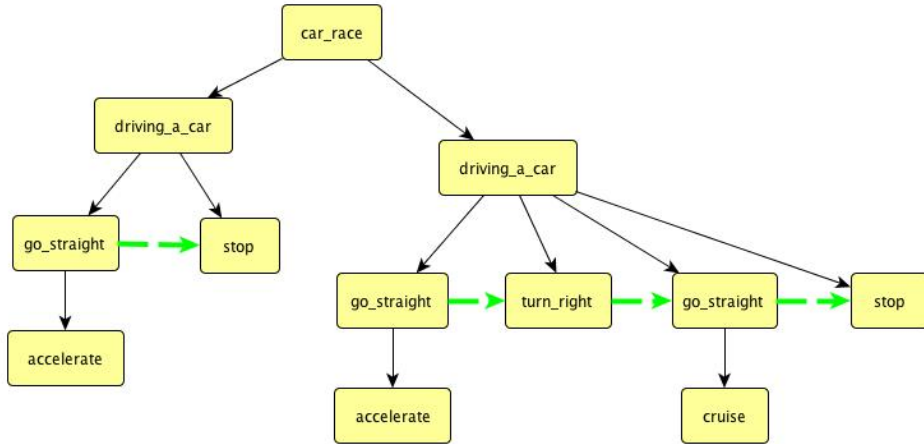 car_race
driving_a_car
driving_a_car
go_straight
stop
go_straight
turn_right
go_straight
stop
accelerate
accelerate
cruise